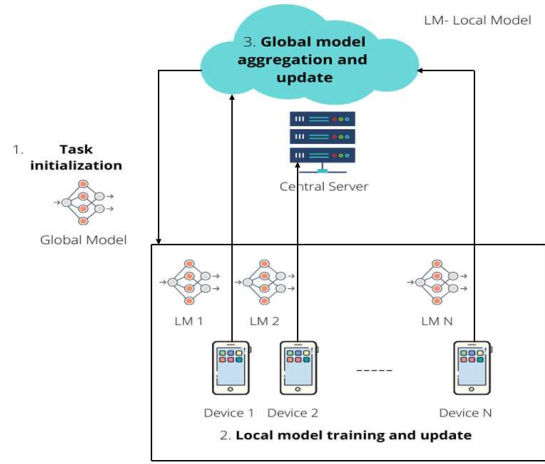 LM- Local Model
3. Global model
aggregation and
update
1. Task
initialization
Global Model
Central Server
LM 1
LM 2
LM N
Device 1
Device 2
-----
Device N
2. Local model training and update